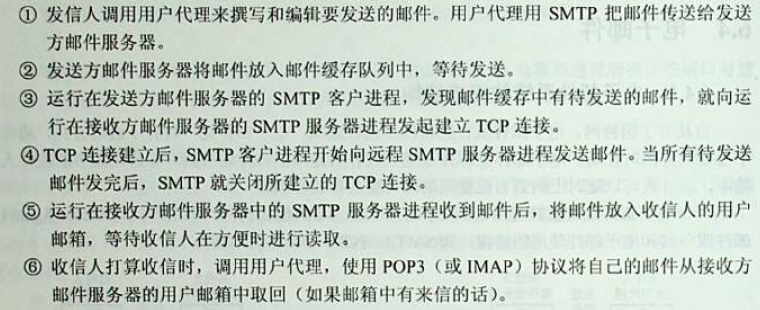 ① 发信人调用用户代理来撰写和编辑要发送的邮件。用户代理用 SMTP 把邮件传送给发送
方邮件服务器。
② 发送方邮件服务器将邮件放入邮件缓存队列中，等待发送。
③ 运行在发送方邮件服务器的 SMTP 客户进程，发现邮件缓存中有待发送的邮件，就向运
行在接收方邮件服务器的 SMTP 服务器进程发起建立 TCP 连接。
④ TCP 连接建立后，SMTP 客户进程开始向远程 SMTP 服务器进程发送邮件。当所有待发送
邮件发完后，SMTP 就关闭所建立的 TCP 连接。
⑤ 运行在接收方邮件服务器中的 SMTP 服务器进程收到邮件后，将邮件放入收信人的用户
邮箱，等待收信人在方便时进行读取。
⑥ 收信人打算收信时，调用用户代理，使用 POP3（或 IMAP）协议将自己的邮件从接收方
邮件服务器的用户邮箱中取回（如果邮箱中有来信的话）。